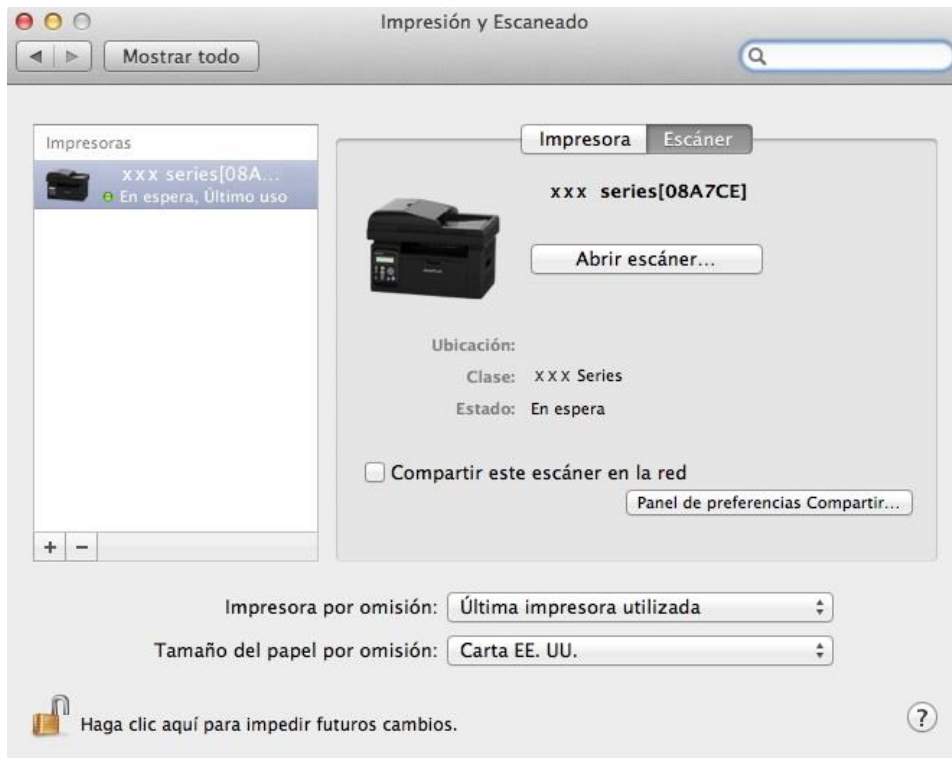 Impresión y Escaneado
Mostrar todo
Impresoras
xxx series[08A...
En espera, Último uso
Impresora Escáner
xxx series[08A7CE]
Abrir escáner...
Ubicación:
Clase: XXX Series
Estado: En espera
Compartir este escáner en la red
Panel de preferencias Compartir...
+ −
Impresora por omisión: Última impresora utilizada
Tamaño del papel por omisión: Carta EE. UU.
Haga clic aquí para impedir futuros cambios.
?